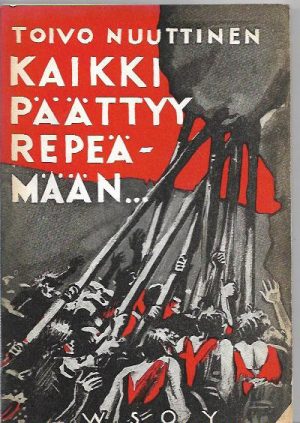 TOIVO NUUTTINEN
KAIKKI
PÄÄTTYY
REPEÄ-
MÄÄN...
WSOY